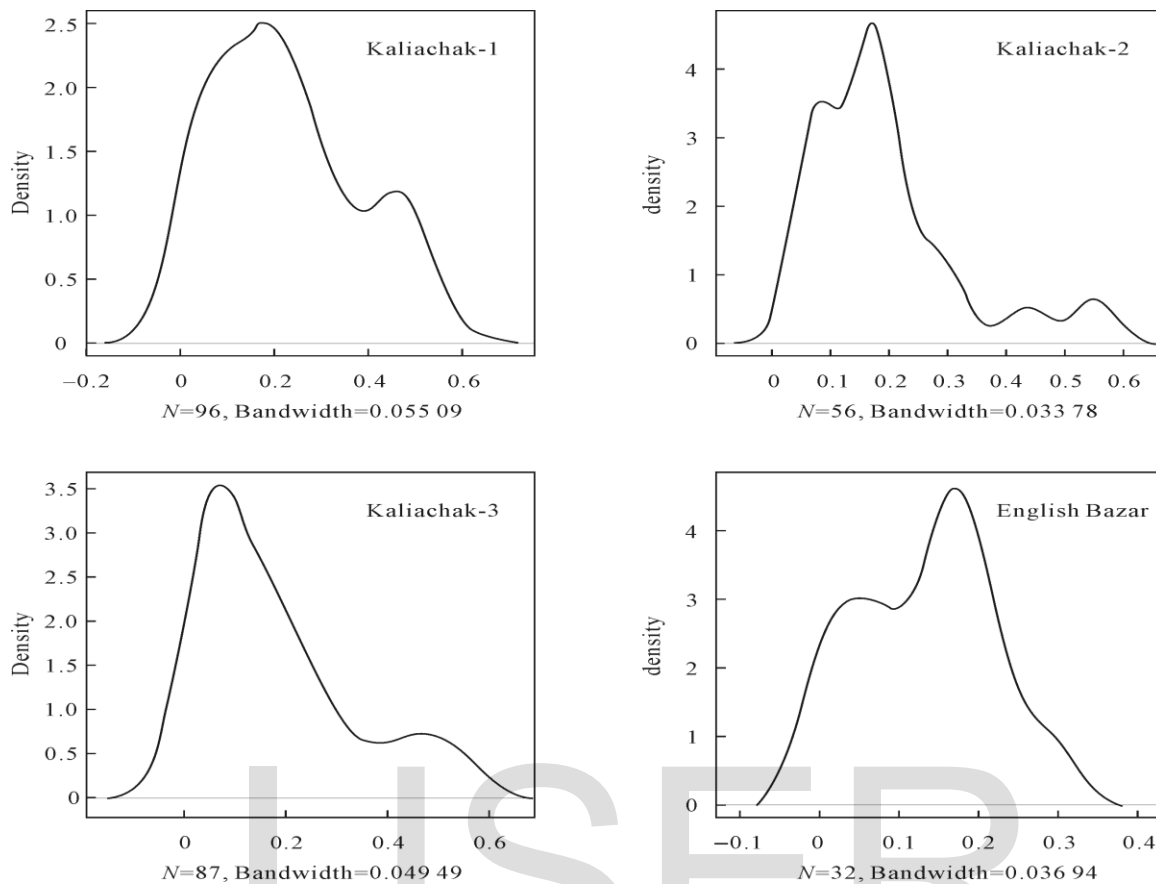 2.5
Kaliachak-1
2.0
1.5
Density
1.0
0.5
0
−0.2 0 0.2 0.4 0.6
N=96, Bandwidth=0.055 09
Kaliachak-2
4
3
density
2
1
0
0 0.1 0.2 0.3 0.4 0.5 0.6
N=56, Bandwidth=0.033 78
3.5
Kaliachak-3
3.0
2.5
Density
2.0
1.5
1.0
0.5
0
0 0.2 0.4 0.6
N=87, Bandwidth=0.049 49
English Bazar
4
3
density
2
1
0
−0.1 0 0.1 0.2 0.3 0.4
N=32, Bandwidth=0.036 94